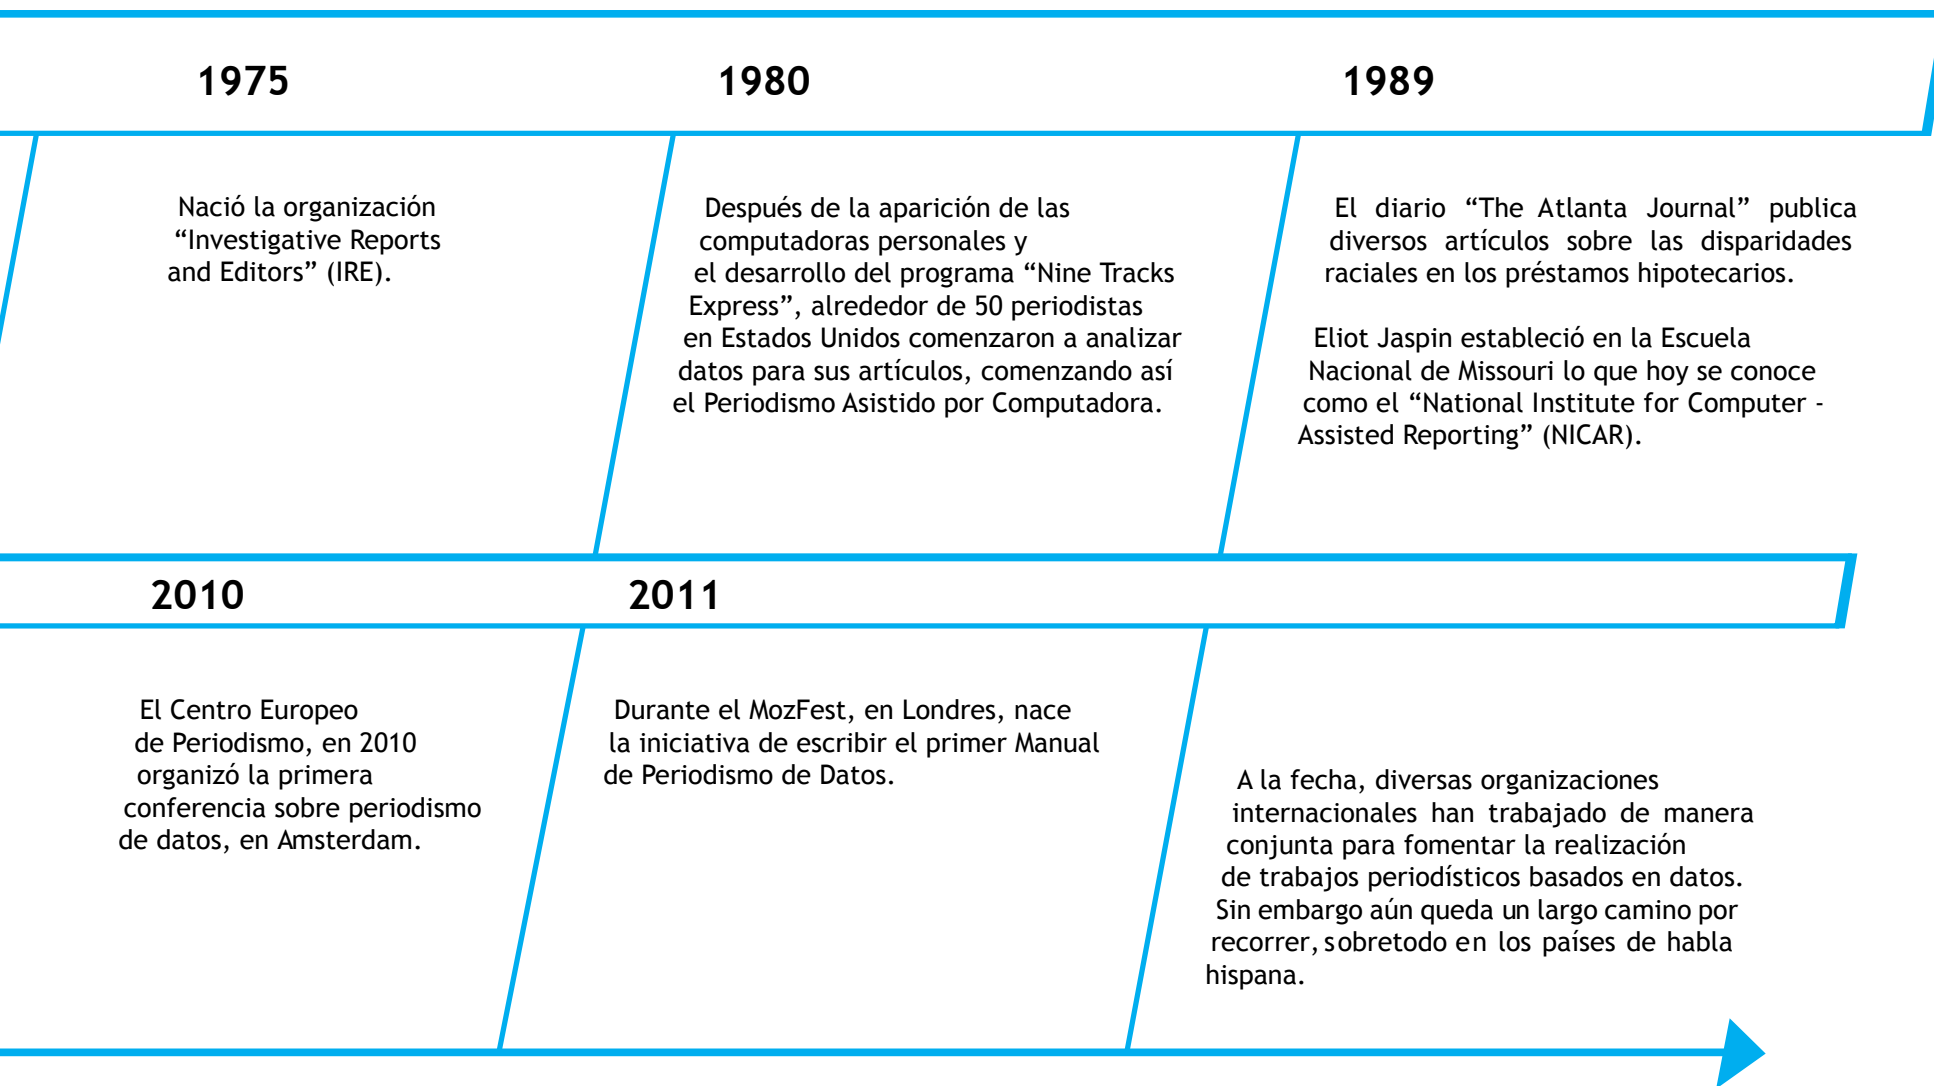 1975
Nació la organización
“Investigative Reports
and Editors” (IRE).
1980
Después de la aparición de las
computadoras personales y
el desarrollo del programa “Nine Tracks
Express”, alrededor de 50 periodistas
en Estados Unidos comenzaron a analizar
datos para sus artículos, comenzando así
el Periodismo Asistido por Computadora.
1989
El diario “The Atlanta Journal” publica
diversos artículos sobre las disparidades
raciales en los préstamos hipotecarios.
Eliot Jaspin estableció en la Escuela
Nacional de Missouri lo que hoy se conoce
como el “National Institute for Computer -
Assisted Reporting” (NICAR).
2010
El Centro Europeo
de Periodismo, en 2010
organizó la primera
conferencia sobre periodismo
de datos, en Amsterdam.
2011
Durante el MozFest, en Londres, nace
la iniciativa de escribir el primer Manual
de Periodismo de Datos.
A la fecha, diversas organizaciones
internacionales han trabajado de manera
conjunta para fomentar la realización
de trabajos periodísticos basados en datos.
Sin embargo aún queda un largo camino por
recorrer, sobretodo en los países de habla
hispana.